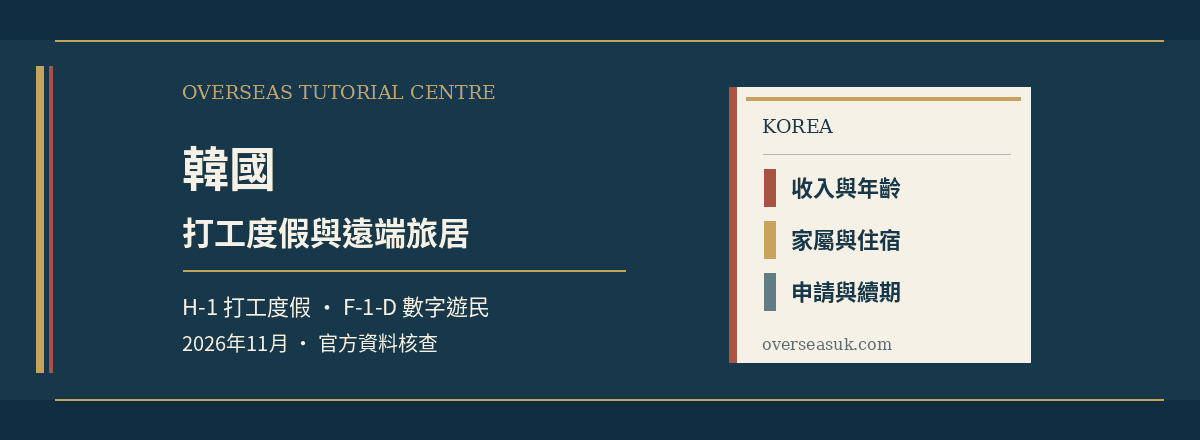 OVERSEAS TUTORIAL CENTRE
韓國
打工度假與遠端旅居
H-1 打工度假 · F-1-D 數字遊民
2026年11月 · 官方資料核查
KOREA
收入與年齡
家屬與住宿
申請與續期
overseasuk.com